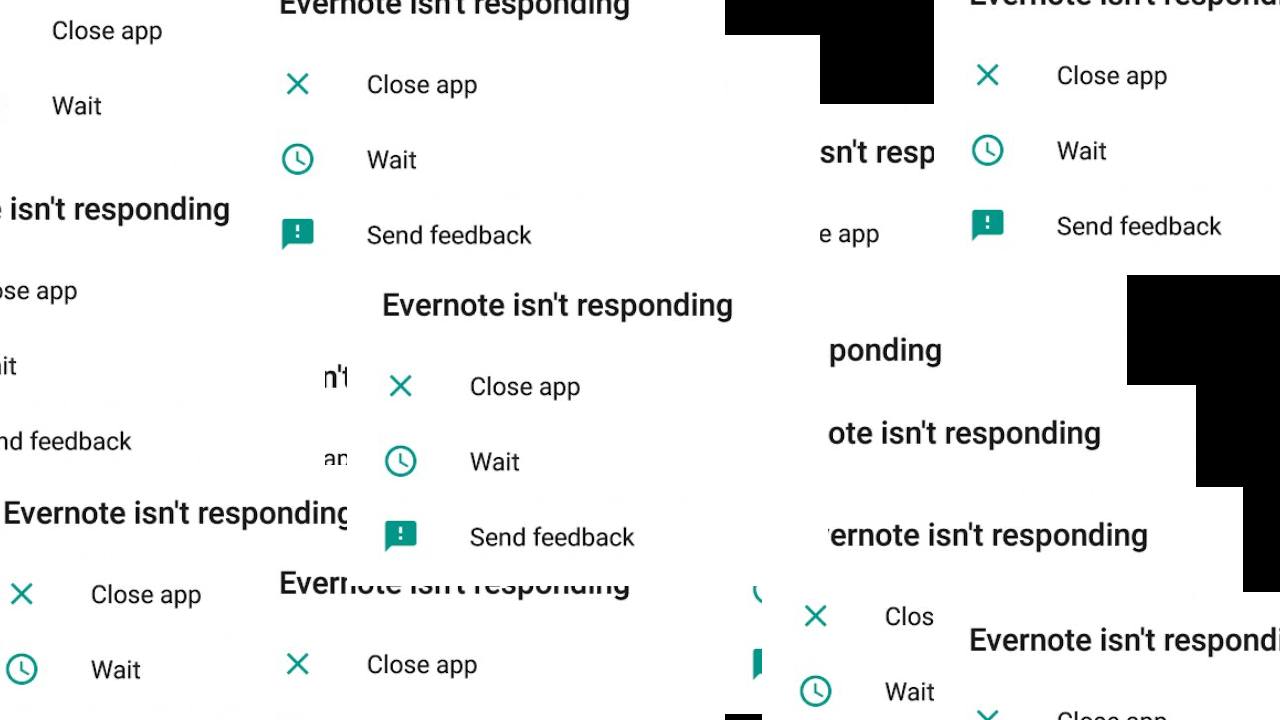 Close app
Wait
Evernote isn't responding
Close app
Wait
Send feedback
Evernote isn't responding
Close app
Wait
Send feedback
sn't resp
e app
isn't responding
ose app
it
nd feedback
Evernote isn't responding
Close app
Wait
Send feedback
n't
ap
ponding
ote isn't responding
ernote isn't responding
Evernote isn't responding
Close app
Wait
Evernote isn't responding
Close app
Clos
Wait
Evernote isn't respondi
Close app